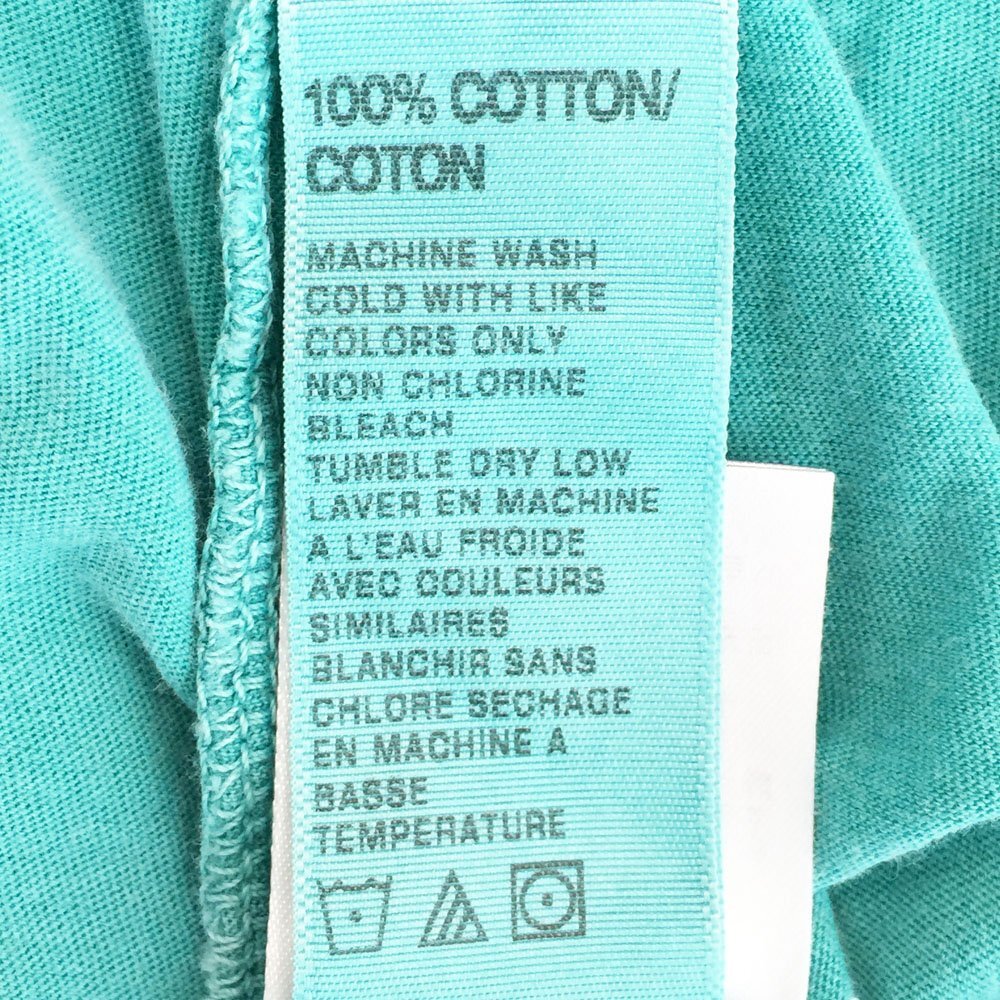 100% COTTON/
COTON
MACHINE WASH
COLD WITH LIKE
COLORS ONLY
NON CHLORINE
BLEACH
TUMBLE DRY LOW
LAVER EN MACHINE
A L'EAU FROIDE
AVEC COULEURS
SIMILAIRES
BLANCHIR SANS
CHLORE SECHAGE
EN MACHINE A
BASSE
TEMPERATURE